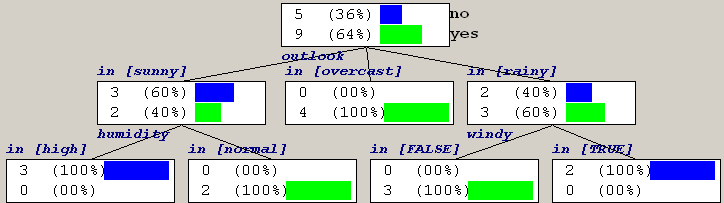 5 (36%) no
9 (64%) yes
outlook
in [sunny] in [overcast] in [rainy]
3 (60%) 0 (00%) 2 (40%)
2 (40%) 4 (100%) 3 (60%)
humidity windy
in [high] in [normal] in [FALSE] in [TRUE]
3 (100%) 0 (00%) 0 (00%) 2 (100%)
0 (00%) 2 (100%) 3 (100%) 0 (00%)